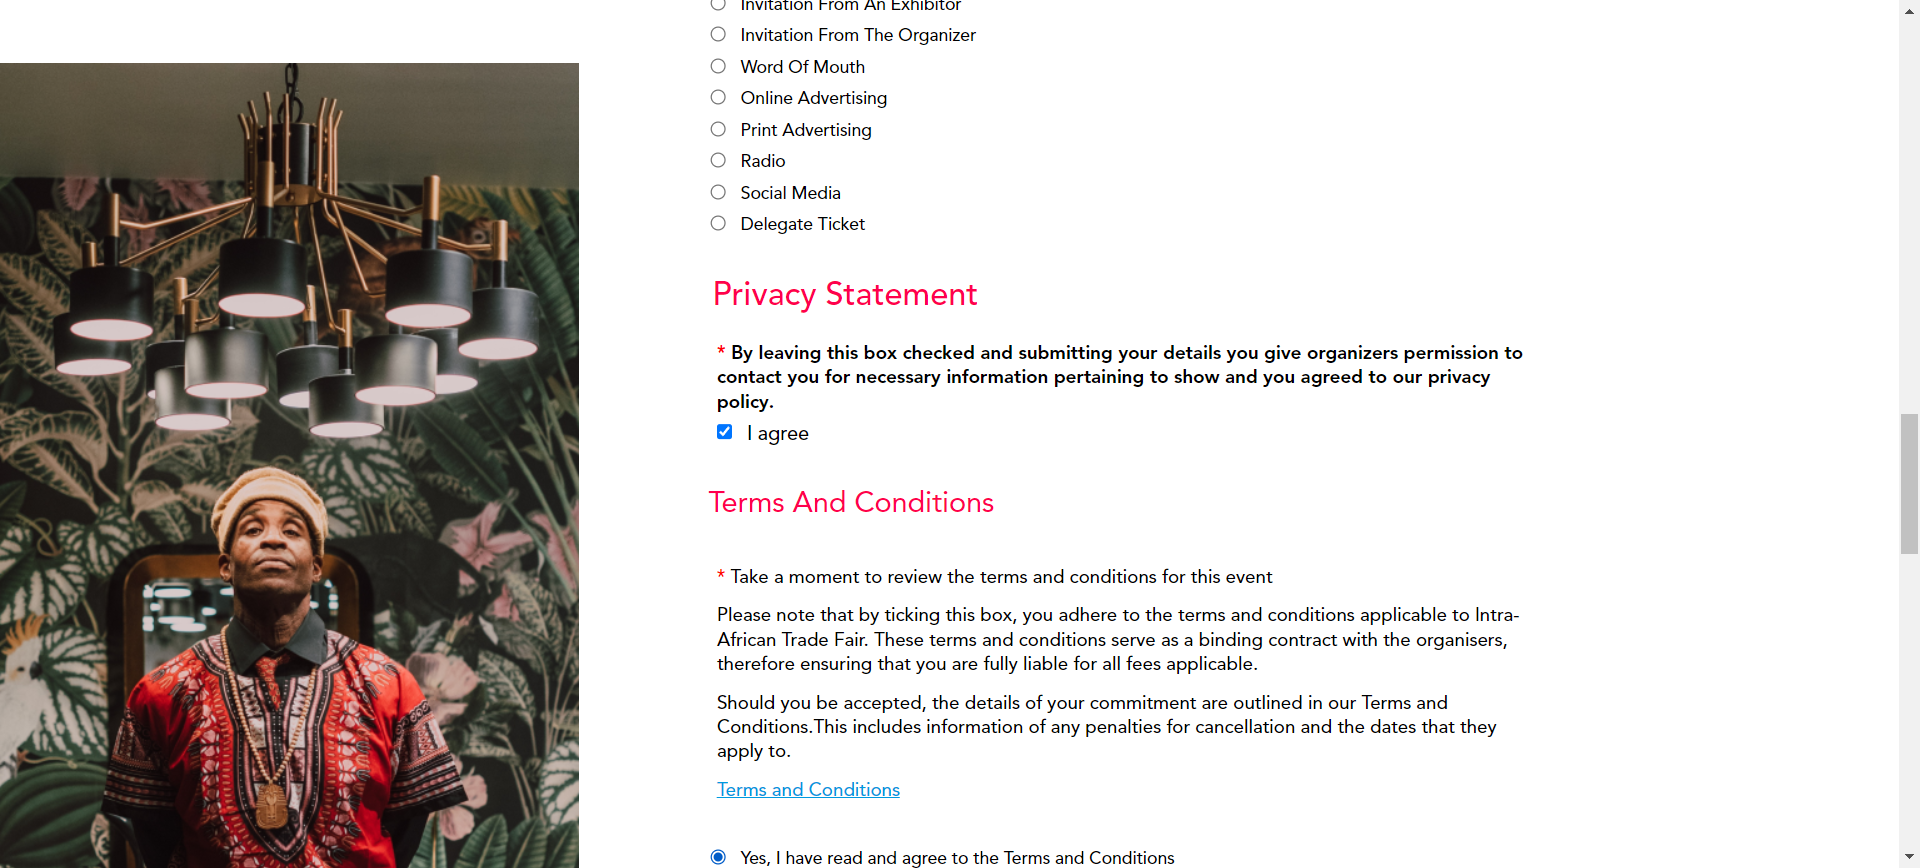 Invitation From An Exhibitor
Invitation From The Organizer
Word Of Mouth
Online Advertising
Print Advertising
Radio
Social Media
Delegate Ticket
Privacy Statement
* By leaving this box checked and submitting your details you give organizers permission to
contact you for necessary information pertaining to show and you agreed to our privacy
policy.
I agree
Terms And Conditions
* Take a moment to review the terms and conditions for this event
Please note that by ticking this box, you adhere to the terms and conditions applicable to Intra-
African Trade Fair. These terms and conditions serve as a binding contract with the organisers,
therefore ensuring that you are fully liable for all fees applicable.
Should you be accepted, the details of your commitment are outlined in our Terms and
Conditions.This includes information of any penalties for cancellation and the dates that they
apply to.
Terms and Conditions
Yes, I have read and agree to the Terms and Conditions